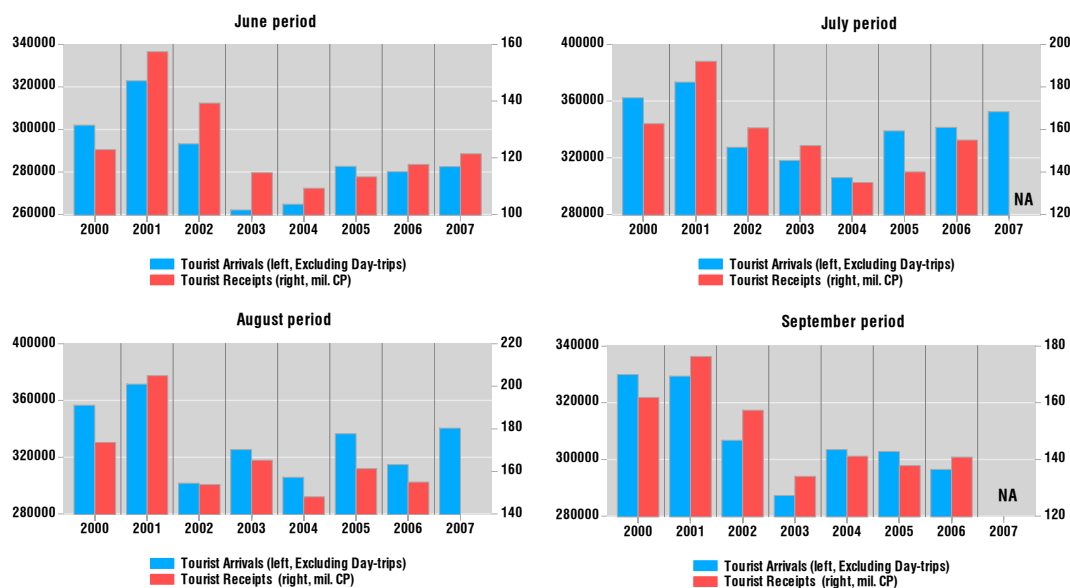 June period
340000
320000
300000
280000
260000
160
140
120
100
2000 2001 2002 2003 2004 2005 2006 2007
Tourist Arrivals (left, Excluding Day-trips)
Tourist Receipts (right, mil. CP)
July period
400000
360000
320000
280000
200
180
160
140
120
NA
2000 2001 2002 2003 2004 2005 2006 2007
Tourist Arrivals (left, Excluding Day-trips)
Tourist Receipts (right, mil. CP)
August period
400000
360000
320000
280000
220
200
180
160
140
2000 2001 2002 2003 2004 2005 2006 2007
Tourist Arrivals (left, Excluding Day-trips)
Tourist Receipts (right, mil. CP)
September period
340000
320000
300000
280000
180
160
140
120
NA
2000 2001 2002 2003 2004 2005 2006 2007
Tourist Arrivals (left, Excluding Day-trips)
Tourist Receipts (right, mil. CP)